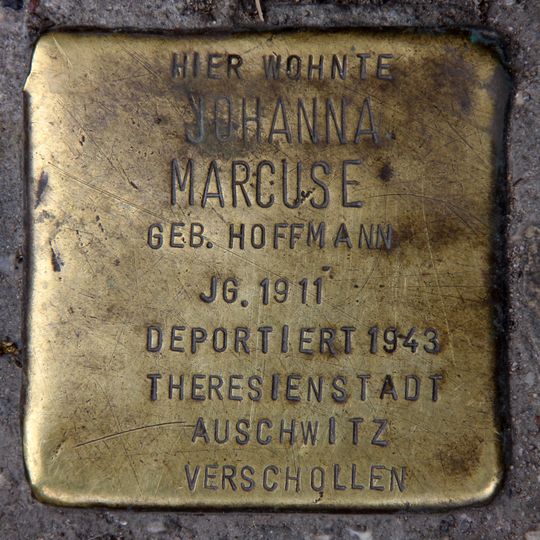 HIER WOHNTE
JOHANNA
MARCUSE
GEB. HOFFMANN
JG. 1911
DEPORTIERT 1943
THERESIENSTADT
AUSCHWITZ
VERSCHOLLEN